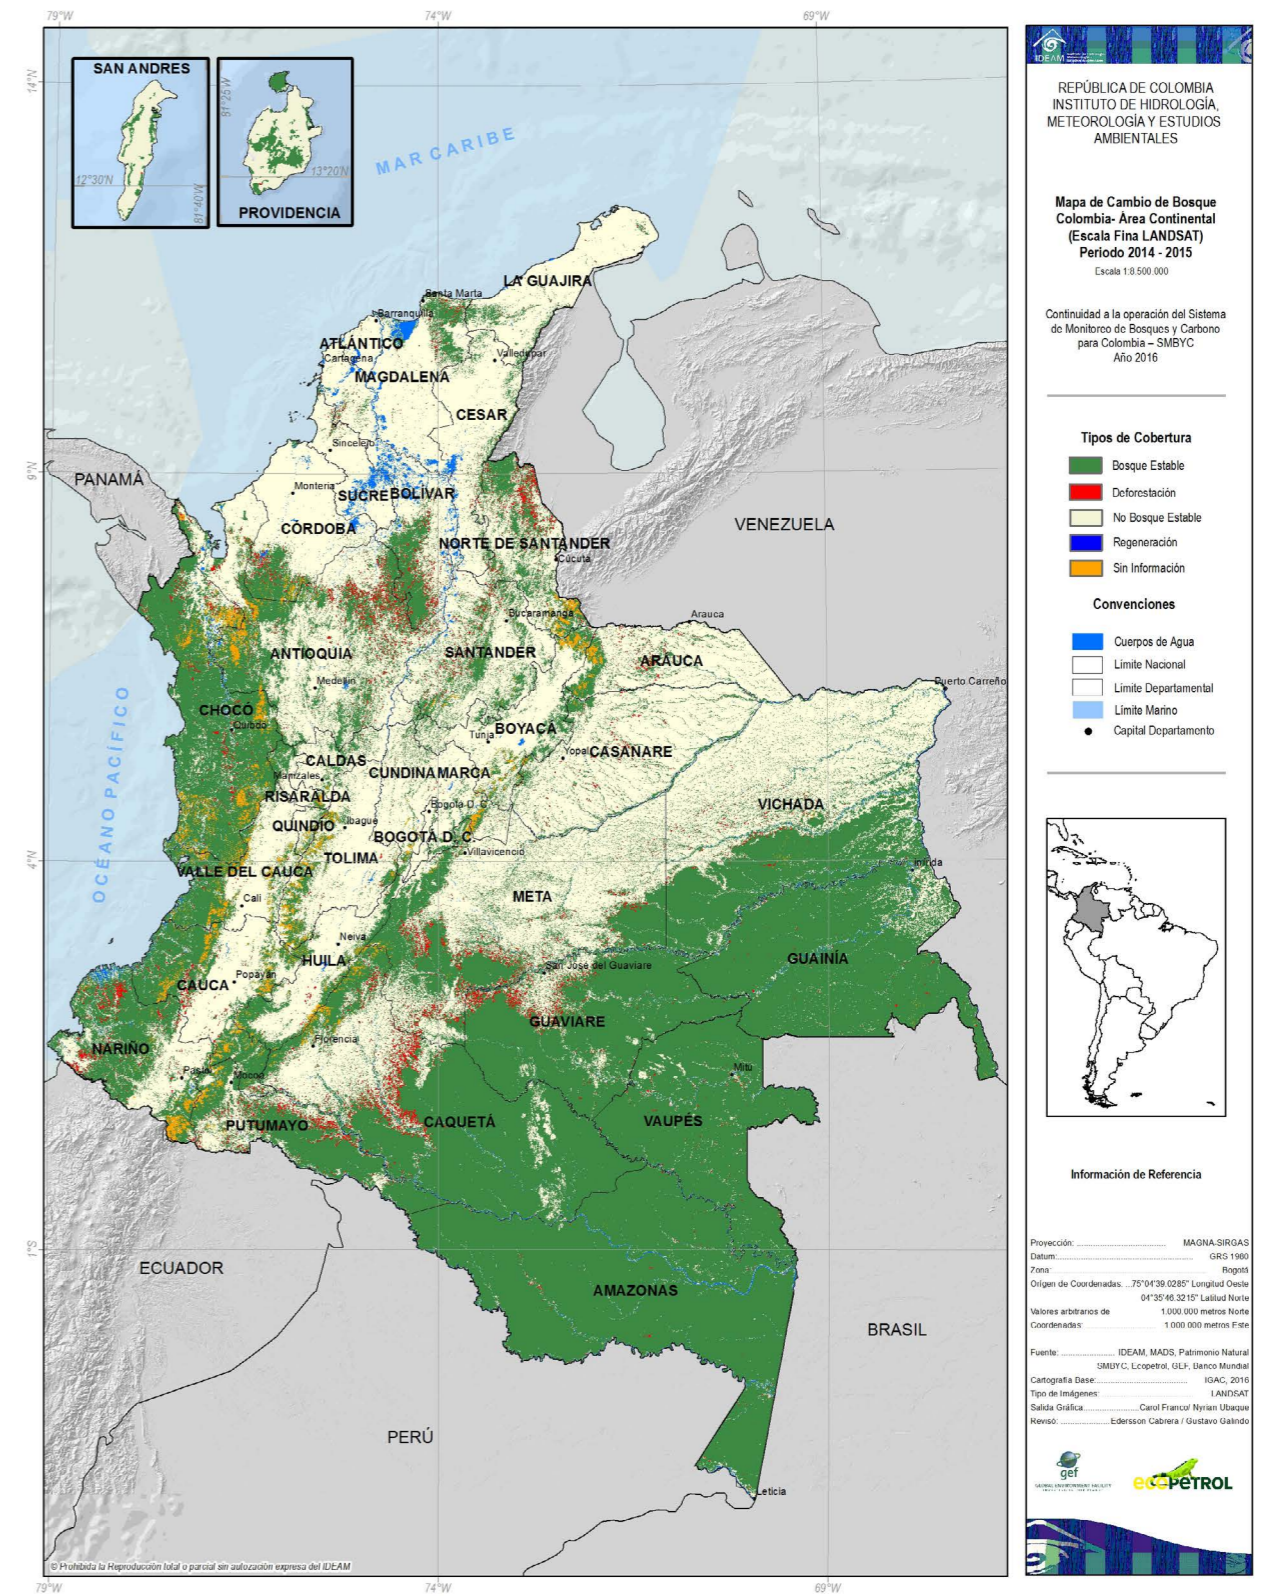 79°W
74°W
69°W
14°N
9°N
4°N
1°S
79°W
74°W
69°W
SAN ANDRES
12°30'N
81°40'W
81°25'W
13°20'N
PROVIDENCIA
MAR CARIBE
OCÉANO PACÍFICO
LA GUAJIRA
Santa Marta
Barranquilla
ATLÁNTICO
Cartagena
MAGDALENA
Valledupar
CESAR
Sincelejo
PANAMÁ
Montería
SUCRE
BOLÍVAR
CÓRDOBA
VENEZUELA
NORTE DE SANTANDER
Cúcuta
Bucaramanga
Arauca
ANTIOQUIA
SANTANDER
ARAUCA
Medellín
Puerto Carreño
CHOCÓ
Quibdó
BOYACÁ
Tunja
Yopal
CASANARE
CALDAS
Manizales
CUNDINAMARCA
RISARALDA
Bogotá D. C.
VICHADA
QUINDÍO
Ibague
BOGOTÁ D. C.
TOLIMA
Villavicencio
VALLE DEL CAUCA
Inírida
Cali
META
Neiva
HUILA
San José del Guaviare
GUAINÍA
Popayán
CAUCA
GUAVIARE
Florencia
NARIÑO
Pasto
Mocoa
Mitú
PUTUMAYO
CAQUETÁ
VAUPÉS
ECUADOR
AMAZONAS
BRASIL
PERÚ
Leticia
© Prohibida la Reproducción total o parcial sin autozación expresa del IDEAM
IDEAM
REPÚBLICA DE COLOMBIA
INSTITUTO DE HIDROLOGÍA,
METEOROLOGÍA Y ESTUDIOS
AMBIENTALES
Mapa de Cambio de Bosque
Colombia- Área Continental
(Escala Fina LANDSAT)
Periodo 2014 - 2015
Escala 1:8.500.000
Continuidad a la operación del Sistema
de Monitoreo de Bosques y Carbono
para Colombia – SMBYC
Año 2016
Tipos de Cobertura
Bosque Estable
Deforestación
No Bosque Estable
Regeneración
Sin Información
Convenciones
Cuerpos de Agua
Límite Nacional
Límite Departamental
Límite Marino
Capital Departamento
Información de Referencia
Proyección: MAGNA-SIRGAS
Datum: GRS 1980
Zona: Bogotá
Origen de Coordenadas. ...75°04'39.0285" Longitud Oeste
04°35'46.3215" Latitud Norte
Valores arbitrarios de 1.000.000 metros Norte
Coordenadas: 1.000.000 metros Este
Fuente: IDEAM, MADS, Patrimonio Natural
SMBYC, Ecopetrol, GEF, Banco Mundial
Cartografía Base: IGAC, 2016
Tipo de Imágenes: LANDSAT
Salida Gráfica: Carol Franco/ Nyrian Ubaque
Revisó: Edersson Cabrera / Gustavo Galindo
gef
GLOBAL ENVIRONMENT FACILITY
ecoPETROL